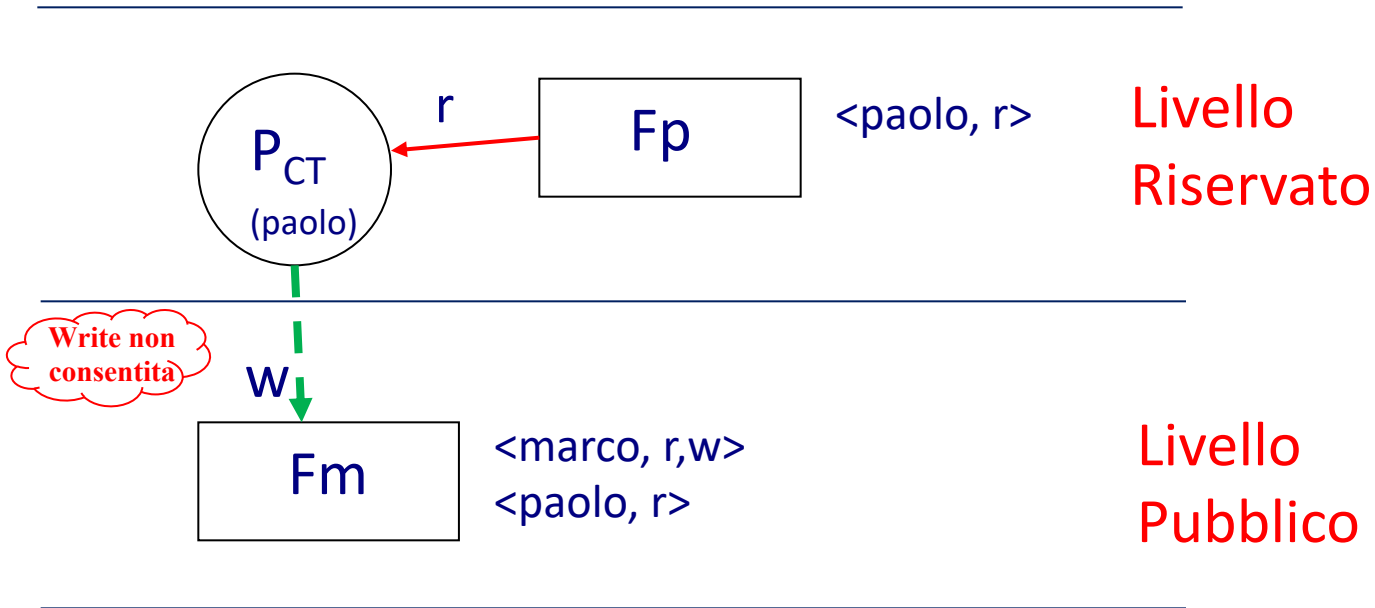 r
P_CT
(paolo)
Fp
<paolo, r>
Livello
Riservato
Write non
consentita
w
Fm
<marco, r,w>
<paolo, r>
Livello
Pubblico